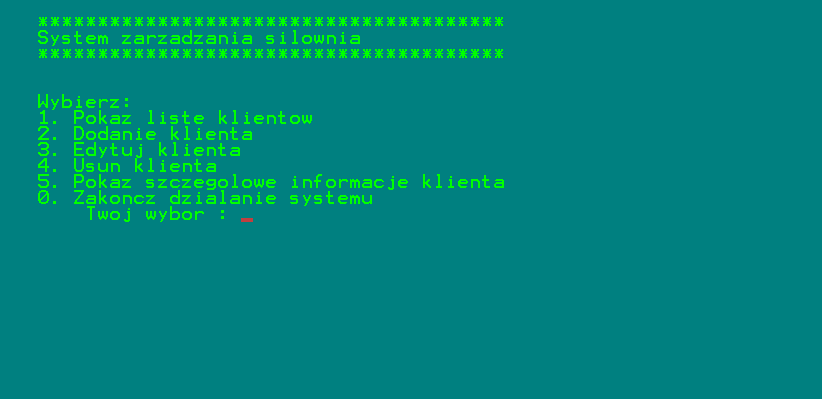 ***************************************
System zarzadzania silownia
***************************************
Wybierz:
1. Pokaz liste klientow
2. Dodanie klienta
3. Edytuj klienta
4. Usun klienta
5. Pokaz szczegolowe informacje klienta
0. Zakoncz dzialanie systemu
Twoj wybor : _